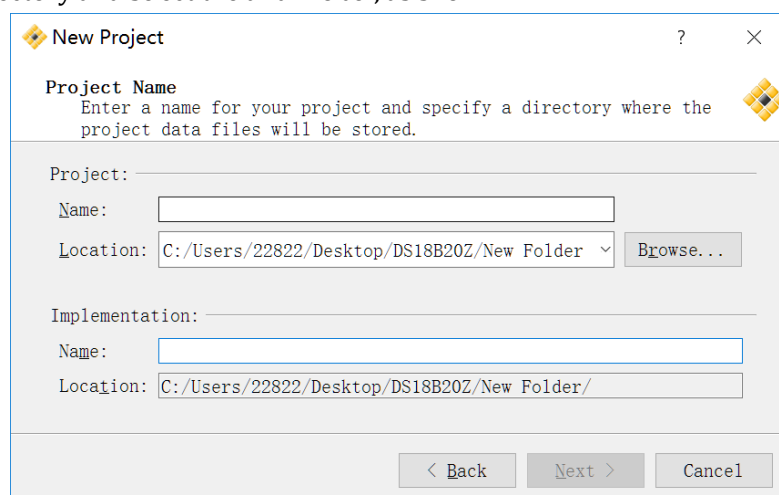 New Project
?
Project Name
Enter a name for your project and specify a directory where the
project data files will be stored.
Project:
Name:
Location: C:/Users/22822/Desktop/DS18B20Z/New Folder Browse...
Implementation:
Name:
Location: C:/Users/22822/Desktop/DS18B20Z/New Folder/
< Back Next > Cancel